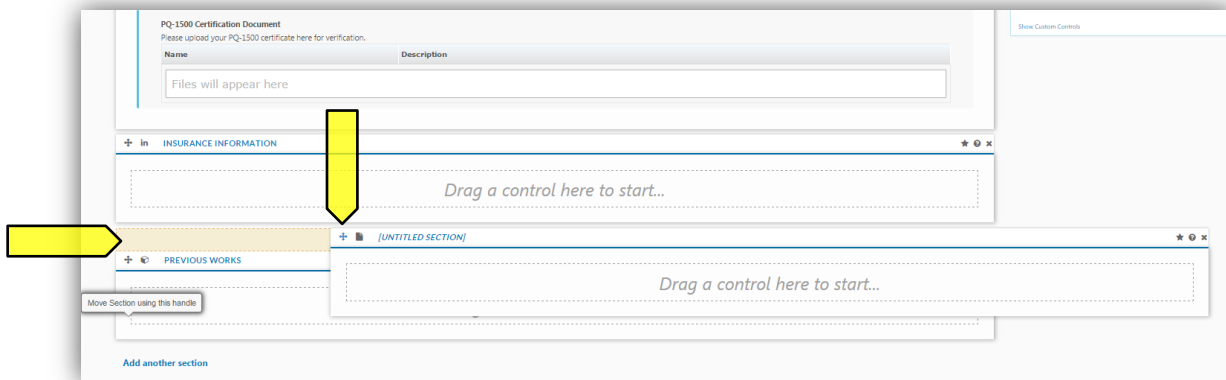 PQ-1500 Certification Document
Please upload your PQ-1500 certificate here for verification.
Name Description
Files will appear here
Show Custom Controls
in INSURANCE INFORMATION
Drag a control here to start...
[UNTITLED SECTION]
PREVIOUS WORKS
Drag a control here to start...
Move Section using this handle
Add another section